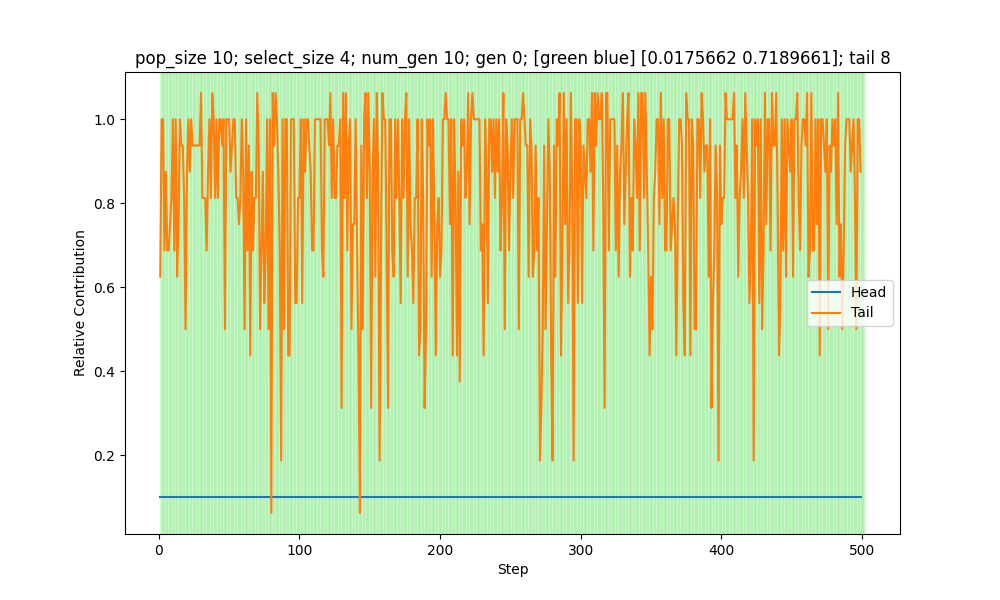 pop_size 10; select_size 4; num_gen 10; gen 0; [green blue] [0.0175662 0.7189661]; tail 8
Relative Contribution
1.0
0.8
0.6
0.4
0.2
Head
Tail
0 100 200 300 400 500
Step